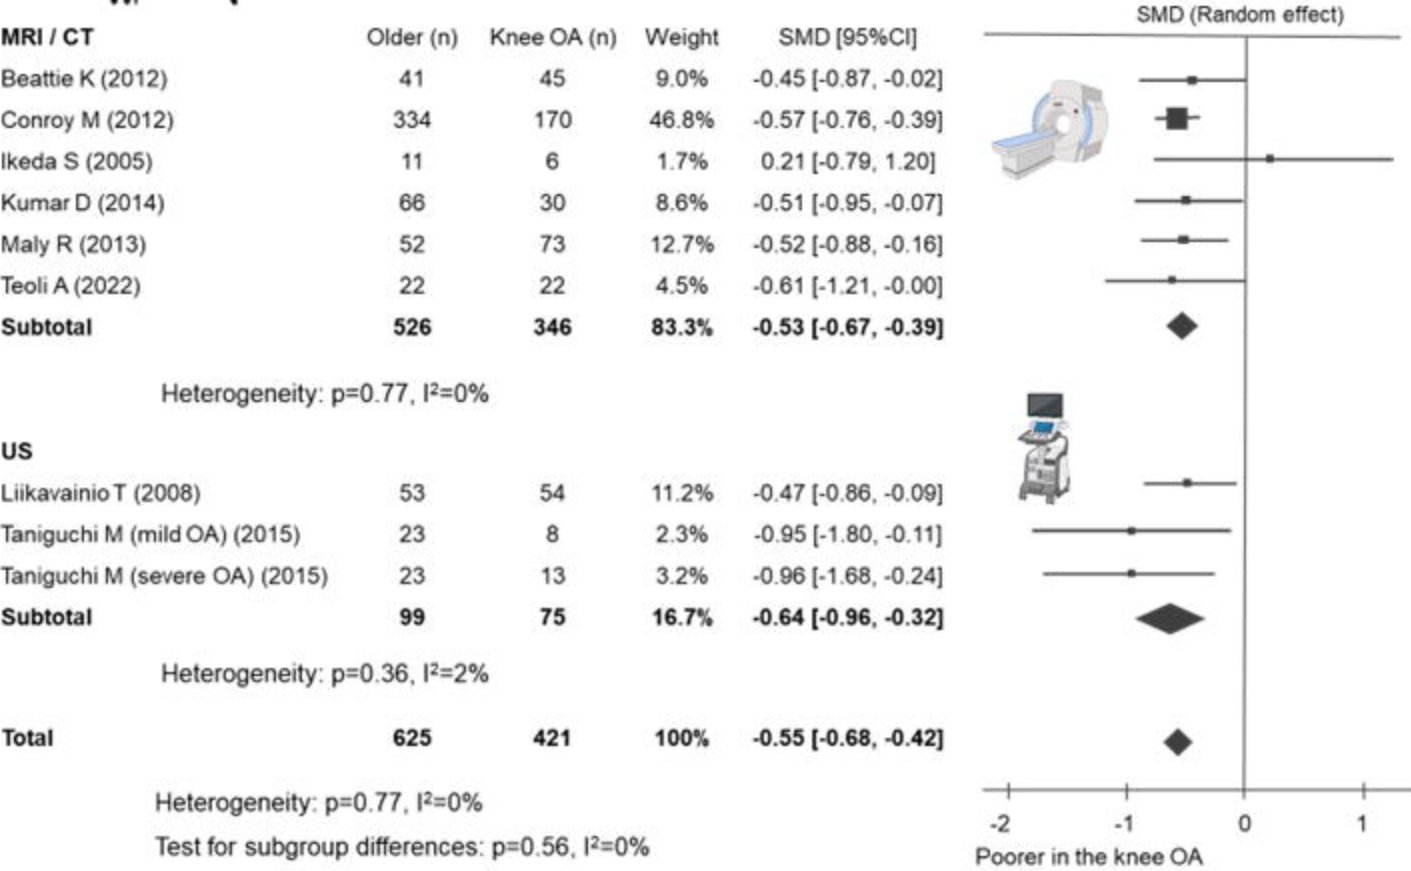 SMD (Random effect)
MRI / CT Older (n) Knee OA (n) Weight SMD [95%CI]
Beattie K (2012) 41 45 9.0% -0.45 [-0.87, -0.02]
Conroy M (2012) 334 170 46.8% -0.57 [-0.76, -0.39]
Ikeda S (2005) 11 6 1.7% 0.21 [-0.79, 1.20]
Kumar D (2014) 66 30 8.6% -0.51 [-0.95, -0.07]
Maly R (2013) 52 73 12.7% -0.52 [-0.88, -0.16]
Teoli A (2022) 22 22 4.5% -0.61 [-1.21, -0.00]
Subtotal 526 346 83.3% -0.53 [-0.67, -0.39]
Heterogeneity: p=0.77, I²=0%
US
Liikavainio T (2008) 53 54 11.2% -0.47 [-0.86, -0.09]
Taniguchi M (mild OA) (2015) 23 8 2.3% -0.95 [-1.80, -0.11]
Taniguchi M (severe OA) (2015) 23 13 3.2% -0.96 [-1.68, -0.24]
Subtotal 99 75 16.7% -0.64 [-0.96, -0.32]
Heterogeneity: p=0.36, I²=2%
Total 625 421 100% -0.55 [-0.68, -0.42]
Heterogeneity: p=0.77, I²=0%
Test for subgroup differences: p=0.56, I²=0%
-2 -1 0 1
Poorer in the knee OA